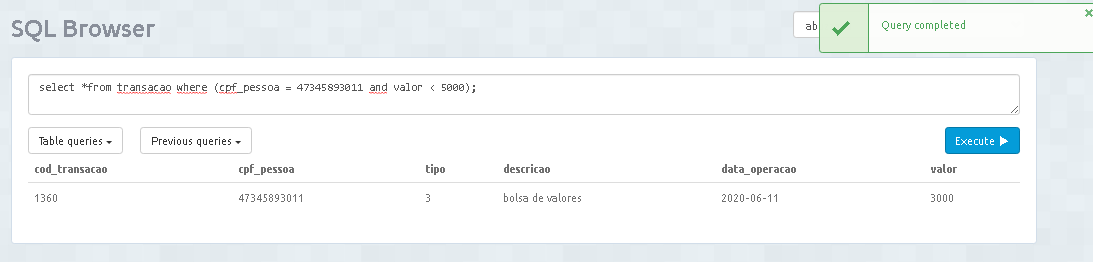 SQL Browser
ab
Query completed
select *from transacao where (cpf_pessoa = 47345893011 and valor < 5000);
Table queries
Previous queries
Execute
cod_transacao cpf_pessoa tipo descricao data_operacao valor
1360 47345893011 3 bolsa de valores 2020-06-11 3000